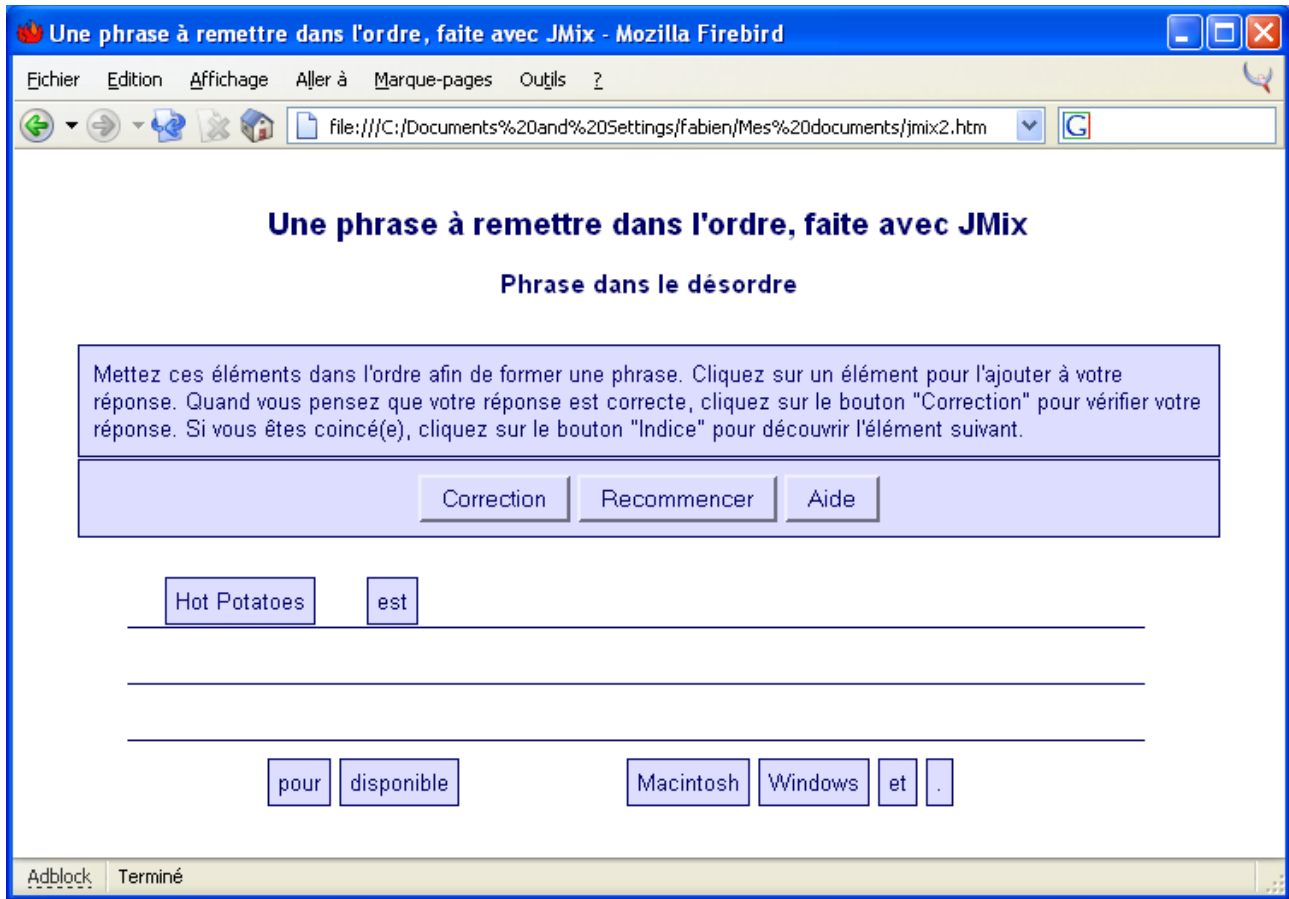 Une phrase à remettre dans l'ordre, faite avec JMix - Mozilla Firebird
Fichier Edition Affichage Aller à Marque-pages Outils ?
file:///C:/Documents%20and%20Settings/fabien/Mes%20documents/jmix2.htm G
Une phrase à remettre dans l'ordre, faite avec JMix
Phrase dans le désordre
Mettez ces éléments dans l'ordre afin de former une phrase. Cliquez sur un élément pour l'ajouter à votre
réponse. Quand vous pensez que votre réponse est correcte, cliquez sur le bouton "Correction" pour vérifier votre
réponse. Si vous êtes coincé(e), cliquez sur le bouton "Indice" pour découvrir l'élément suivant.
Correction Recommencer Aide
Hot Potatoes est
pour disponible Macintosh Windows et .
Adblock Terminé